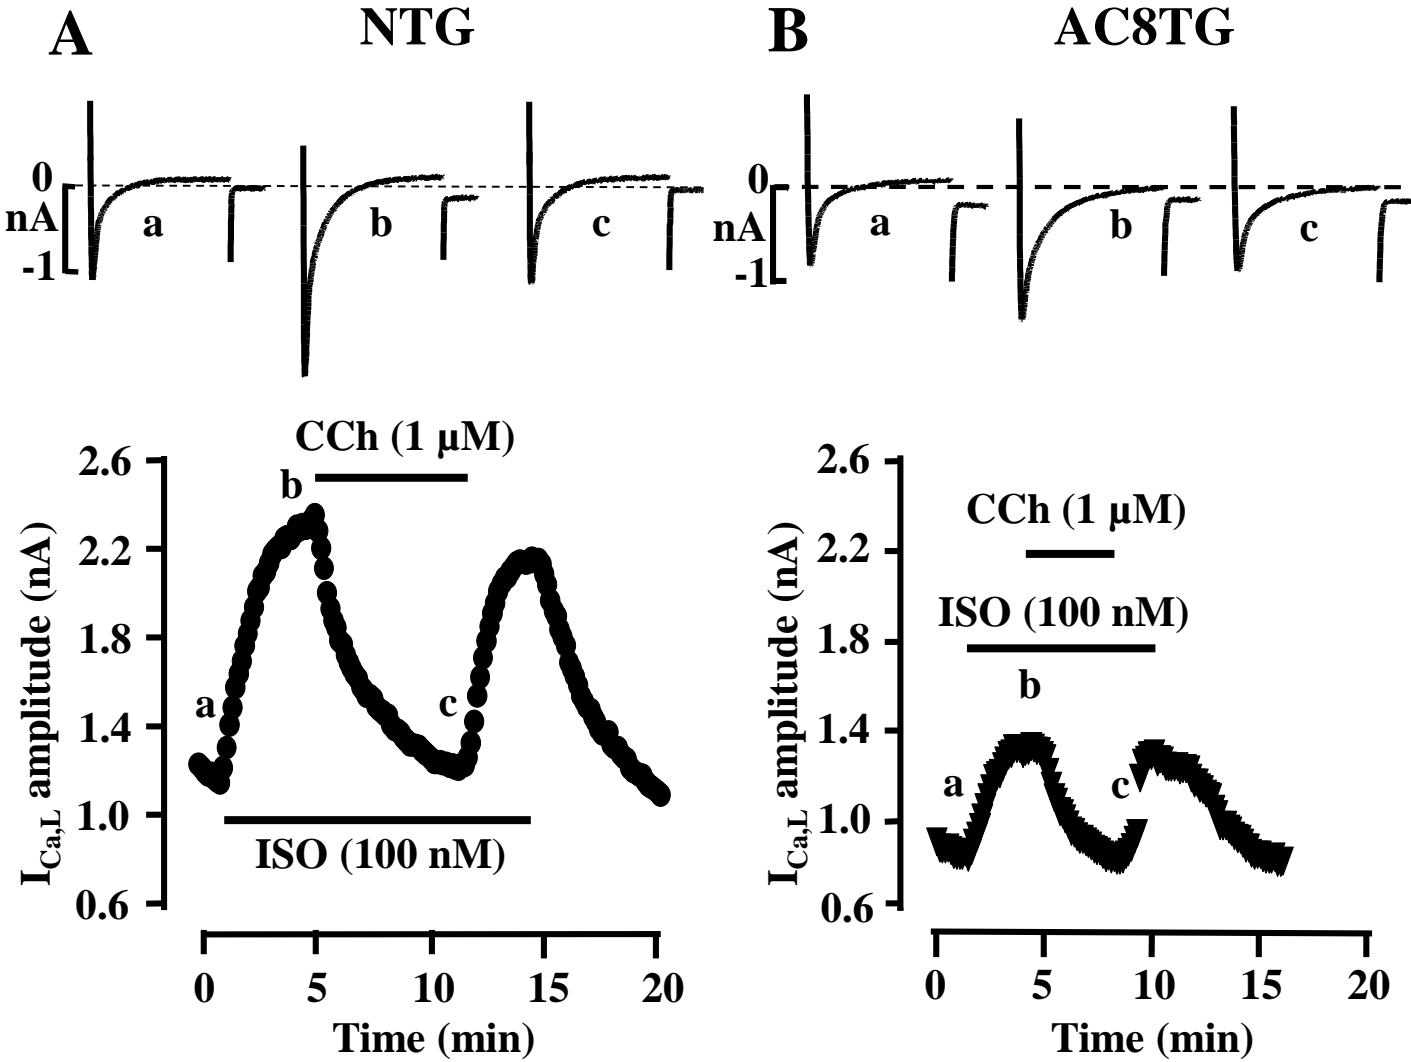 A
NTG
0
nA
-1
a
b
c
CCh (1 µM)
b
a
c
ISO (100 nM)
2.6
2.2
1.8
1.4
1.0
0.6
I_Ca,L amplitude (nA)
0 5 10 15 20
Time (min)
B
AC8TG
0
nA
-1
a
b
c
CCh (1 µM)
ISO (100 nM)
b
a
c
2.6
2.2
1.8
1.4
1.0
0.6
I_Ca,L amplitude (nA)
0 5 10 15 20
Time (min)